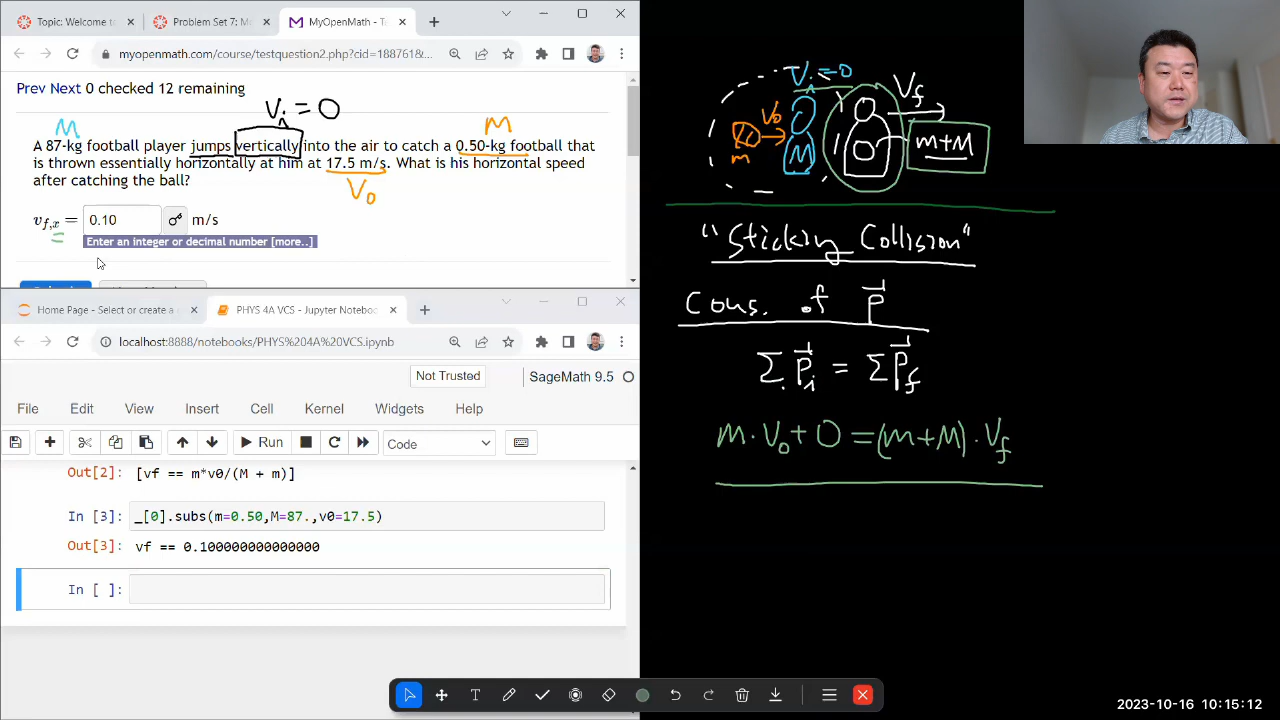 Topic: Welcome to
Problem Set 7: M
MyOpenMath - Te
myopenmath.com/course/testquestion2.php?cid=188761&...
Prev Next 0 checked 12 remaining
Vi = 0
M
m
A 87-kg football player jumps vertically into the air to catch a 0.50-kg football that
is thrown essentially horizontally at him at 17.5 m/s. What is his horizontal speed
after catching the ball?
V0
vf,x = 0.10 m/s
Enter an integer or decimal number [more..]
Home Page - Select or create a
PHYS 4A VCS - Jupyter Noteboo
localhost:8888/notebooks/PHYS%204A%20VCS.ipynb
Not Trusted
SageMath 9.5
File Edit View Insert Cell Kernel Widgets Help
Run
Code
Out[2]: [vf == m*v0/(M + m)]
In [3]: _[0].subs(m=0.50,M=87.,v0=17.5)
Out[3]: vf == 0.100000000000000
In [ ]:
Vi = 0
Vf
V0
m
M
m+M
"Sticking Collision"
Cons. of p⃗
Σ p⃗i = Σ p⃗f
m · V0 + 0 = (m+M) · Vf
2023-10-16 10:15:12